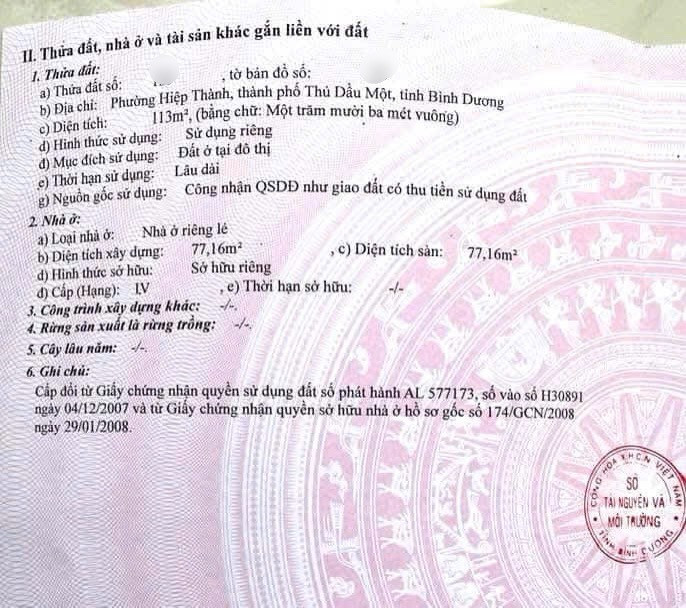 II. Thửa đất, nhà ở và tài sản khác gắn liền với đất
1. Thửa đất:
a) Thửa đất số: , tờ bản đồ số:
b) Địa chỉ: Phường Hiệp Thành, thành phố Thủ Dầu Một, tỉnh Bình Dương
c) Diện tích: 113m², (bằng chữ: Một trăm mười ba mét vuông)
d) Hình thức sử dụng: Sử dụng riêng
đ) Mục đích sử dụng: Đất ở tại đô thị
e) Thời hạn sử dụng: Lâu dài
g) Nguồn gốc sử dụng: Công nhận QSDĐ như giao đất có thu tiền sử dụng đất
2. Nhà ở:
a) Loại nhà ở: Nhà ở riêng lẻ
b) Diện tích xây dựng: 77,16m² , c) Diện tích sàn: 77,16m²
d) Hình thức sở hữu: Sở hữu riêng
đ) Cấp (Hạng): IV , e) Thời hạn sở hữu: -/-
3. Công trình xây dựng khác: -/-.
4. Rừng sản xuất là rừng trồng: -/-.
5. Cây lâu năm: -/-.
6. Ghi chú:
Cấp đổi từ Giấy chứng nhận quyền sử dụng đất số phát hành AL 577173, số vào sổ H30891
ngày 04/12/2007 và từ Giấy chứng nhận quyền sở hữu nhà ở hồ sơ gốc số 174/GCN/2008
ngày 29/01/2008.
CỘNG HÒA X.H.C.N VIỆT NAM
SỞ
TÀI NGUYÊN VÀ
MÔI TRƯỜNG
TỈNH BÌNH DƯƠNG